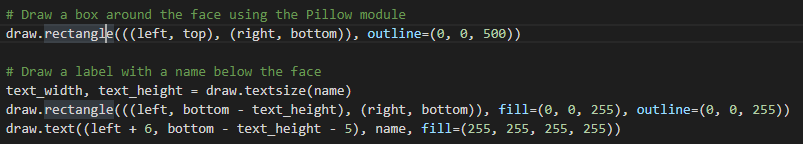 # Draw a box around the face using the Pillow module
draw.rectangle(((left, top), (right, bottom)), outline=(0, 0, 500))
# Draw a label with a name below the face
text_width, text_height = draw.textsize(name)
draw.rectangle(((left, bottom - text_height), (right, bottom)), fill=(0, 0, 255), outline=(0, 0, 255))
draw.text((left + 6, bottom - text_height - 5), name, fill=(255, 255, 255, 255))